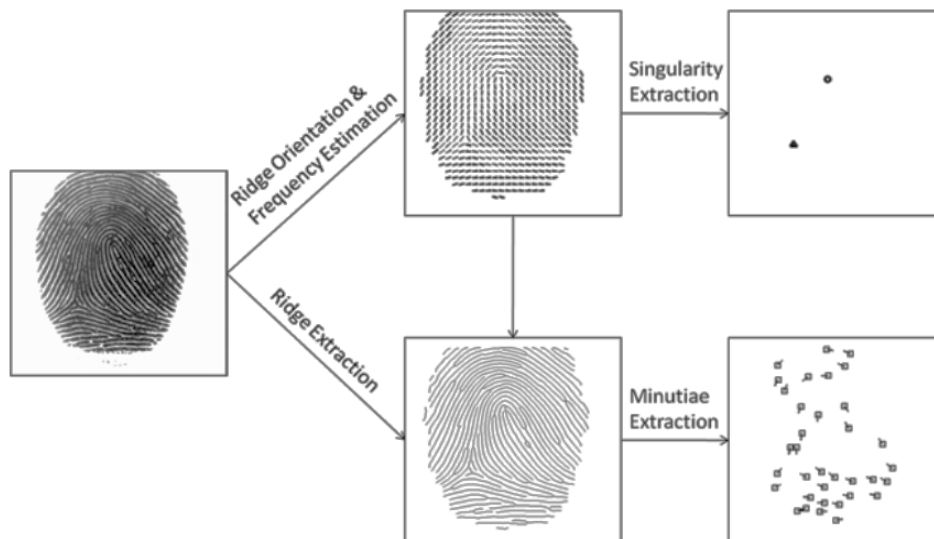 Ridge Orientation &
Frequency Estimation
Singularity
Extraction
Ridge Extraction
Minutiae
Extraction